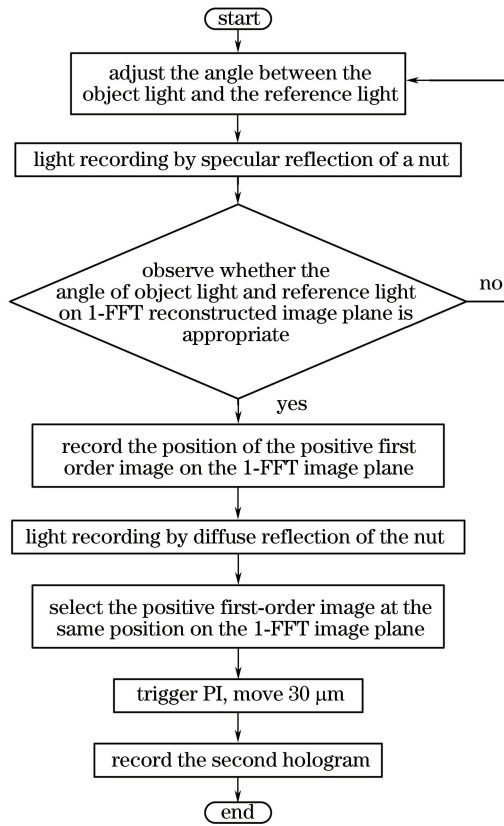 start
adjust the angle between the
object light and the reference light
light recording by specular reflection of a nut
observe whether the
angle of object light and reference light
on 1-FFT reconstructed image plane is
appropriate
no
yes
record the position of the positive first
order image on the 1-FFT image plane
light recording by diffuse reflection of the nut
select the positive first-order image at the
same position on the 1-FFT image plane
trigger PI, move 30 μm
record the second hologram
end